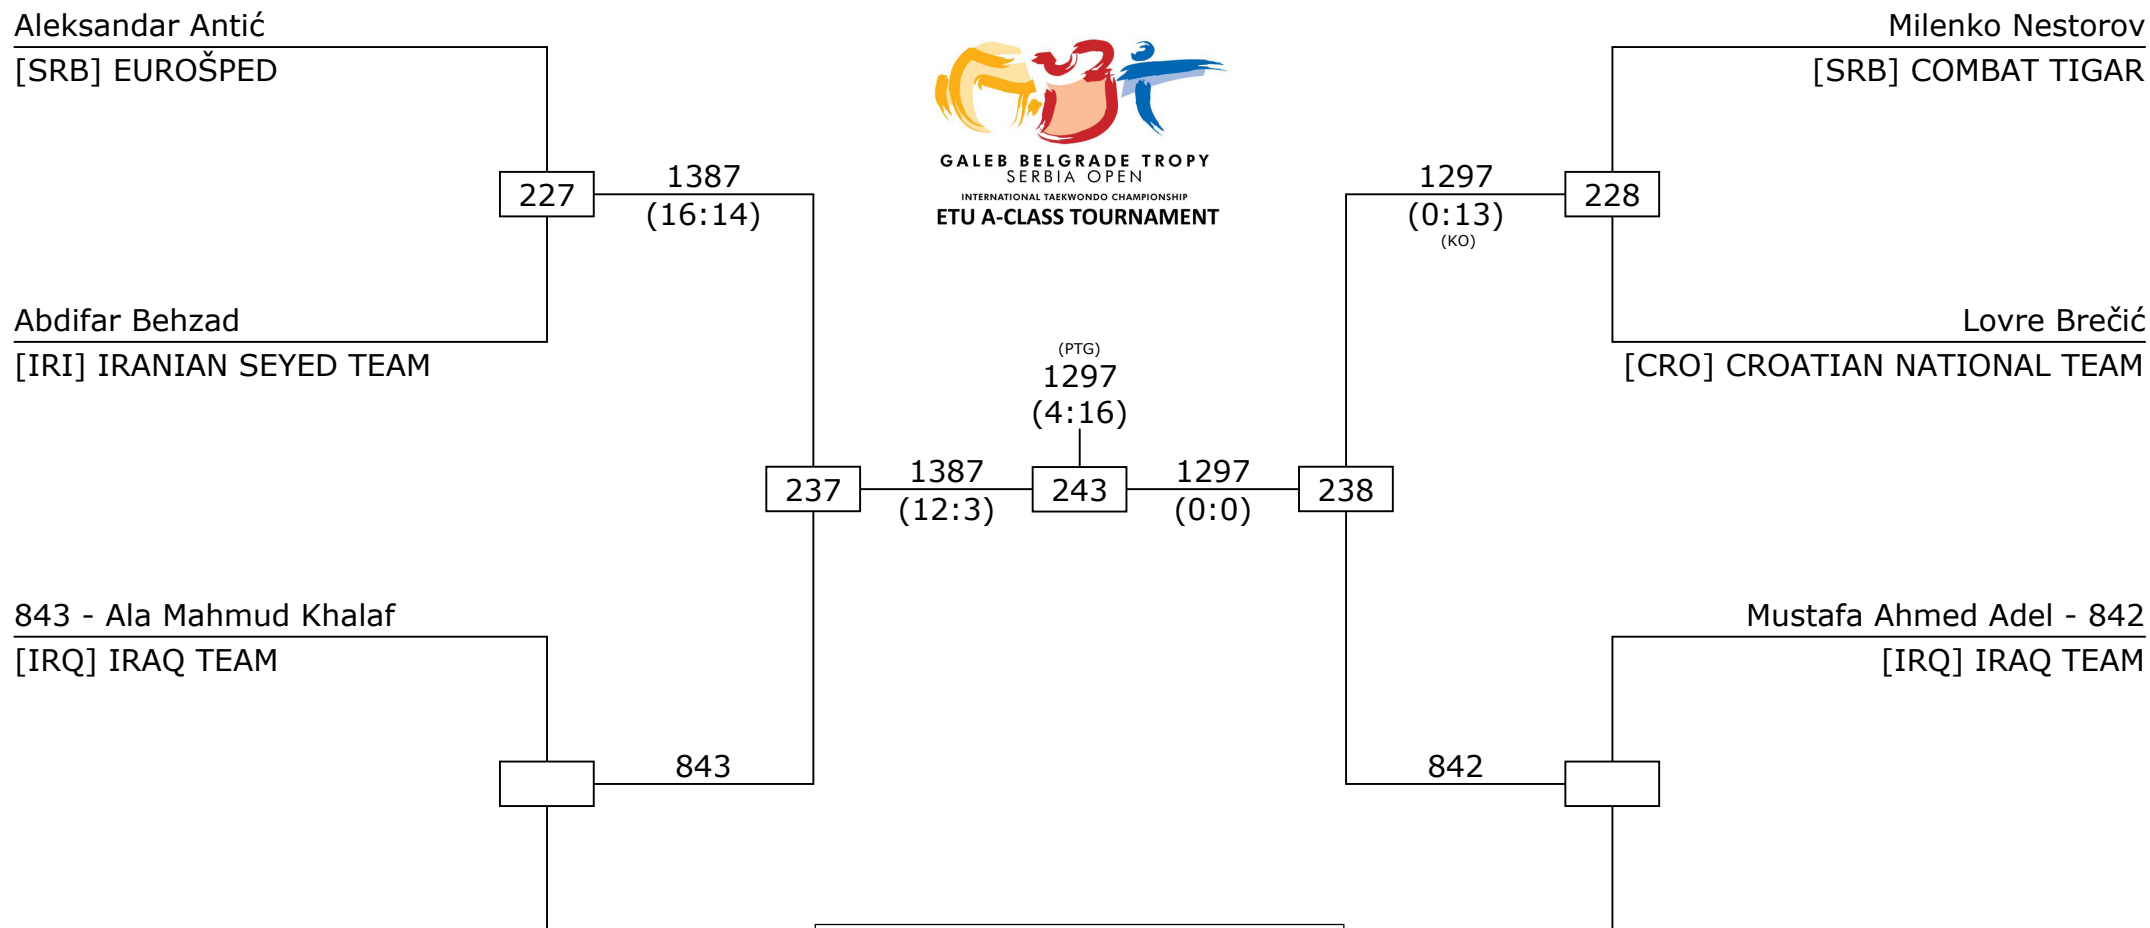 Aleksandar Antić
[SRB] EUROŠPED
Milenko Nestorov
[SRB] COMBAT TIGAR
GALEB BELGRADE TROPY
SERBIA OPEN
INTERNATIONAL TAEKWONDO CHAMPIONSHIP
ETU A-CLASS TOURNAMENT
227
1387
(16:14)
1297
(0:13)
(KO)
228
Abdifar Behzad
[IRI] IRANIAN SEYED TEAM
Lovre Brečić
[CRO] CROATIAN NATIONAL TEAM
(PTG)
1297
(4:16)
237
1387
(12:3)
243
1297
(0:0)
238
843 - Ala Mahmud Khalaf
[IRQ] IRAQ TEAM
Mustafa Ahmed Adel - 842
[IRQ] IRAQ TEAM
843
842